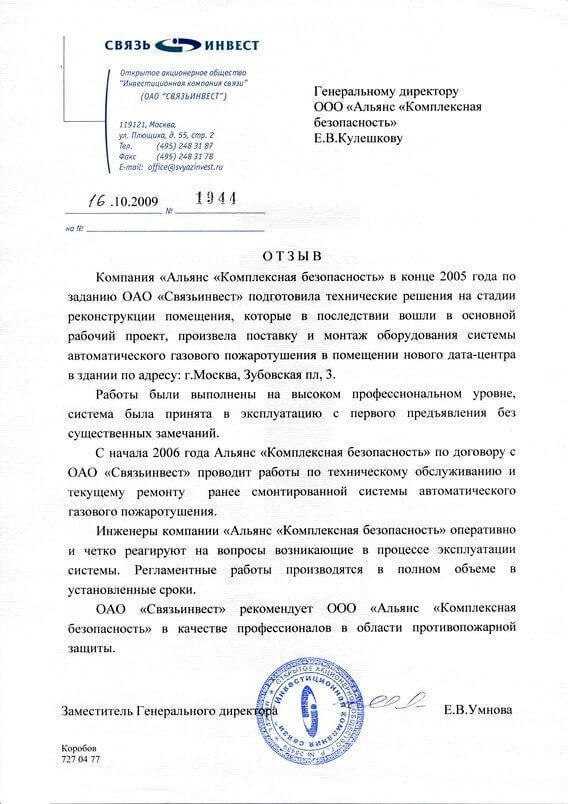 СВЯЗЬ ИНВЕСТ
Открытое акционерное общество
"Инвестиционная компания связи"
(ОАО "СВЯЗЬИНВЕСТ")
119121, Москва,
ул. Плющиха, д. 55, стр. 2
Тел. (495) 248 31 87
Факс (495) 248 31 78
E-mail: office@svyazinvest.ru
Генеральному директору
ООО «Альянс «Комплексная
безопасность»
Е.В.Кулешкову
16 .10.2009 № 1944
на №
ОТЗЫВ
Компания «Альянс «Комплексная безопасность» в конце 2005 года по
заданию ОАО «Связьинвест» подготовила технические решения на стадии
реконструкции помещения, которые в последствии вошли в основной
рабочий проект, произвела поставку и монтаж оборудования системы
автоматического газового пожаротушения в помещении нового дата-центра
в здании по адресу: г.Москва, Зубовская пл, 3.
Работы были выполнены на высоком профессиональном уровне,
система была принята в эксплуатацию с первого предъявления без
существенных замечаний.
С начала 2006 года Альянс «Комплексная безопасность» по договору с
ОАО «Связьинвест» проводит работы по техническому обслуживанию и
текущему ремонту ранее смонтированной системы автоматического
газового пожаротушения.
Инженеры компании «Альянс «Комплексная безопасность» оперативно
и четко реагируют на вопросы возникающие в процессе эксплуатации
системы. Регламентные работы производятся в полном объеме в
установленные сроки.
ОАО «Связьинвест» рекомендует ООО «Альянс «Комплексная
безопасность» в качестве профессионалов в области противопожарной
защиты.
Заместитель Генерального директора Е.В.Умнова
ОТКРЫТОЕ АКЦИОНЕРНОЕ ОБЩЕСТВО
Инвестиционная компания связи
Коробов
727 04 77